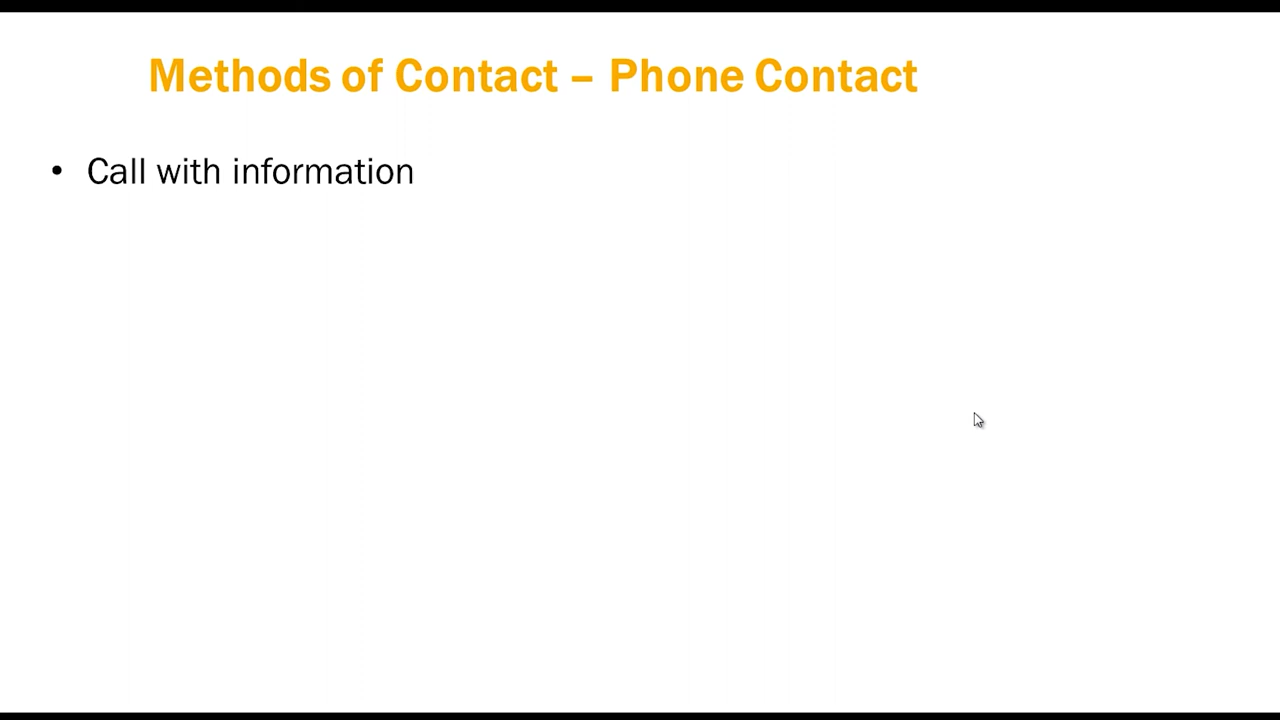 Methods of Contact – Phone Contact
• Call with information